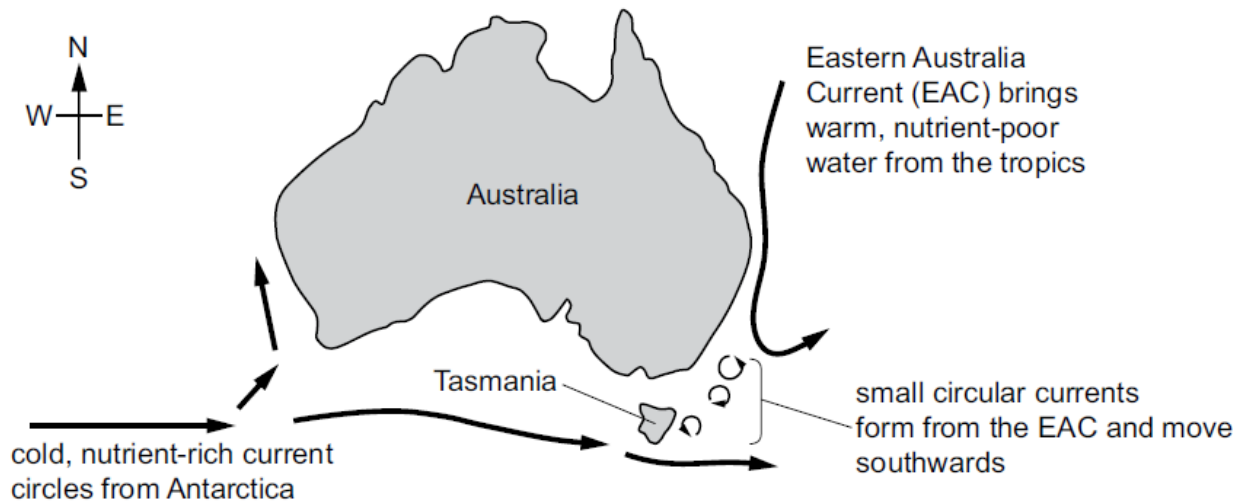 N
W E
S
Eastern Australia
Current (EAC) brings
warm, nutrient-poor
water from the tropics
Australia
Tasmania
small circular currents
form from the EAC and move
southwards
cold, nutrient-rich current
circles from Antarctica